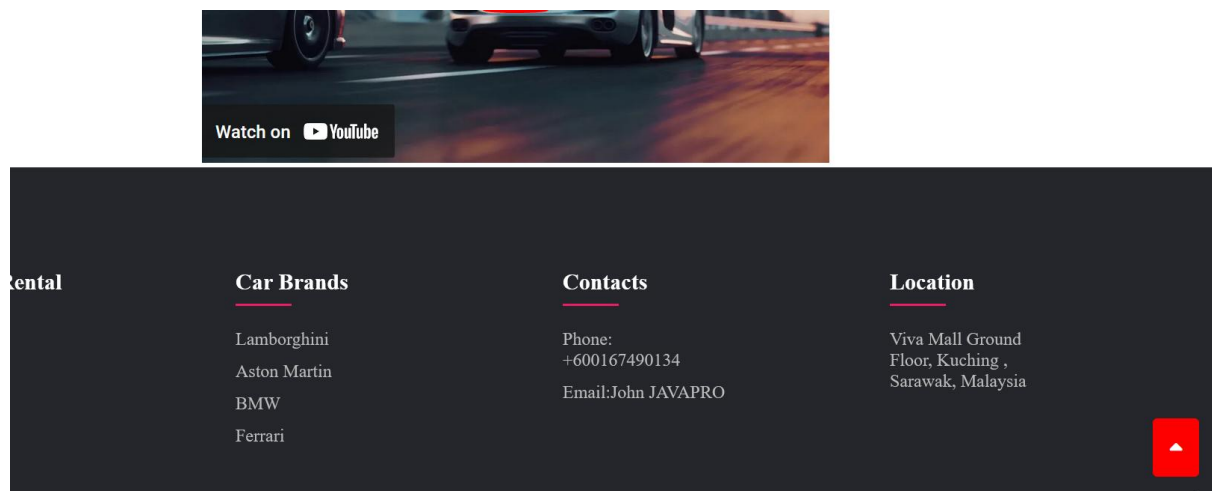 Watch on YouTube
Rental
Car Brands
Lamborghini
Aston Martin
BMW
Ferrari
Contacts
Phone:
+600167490134
Email:John JAVAPRO
Location
Viva Mall Ground
Floor, Kuching ,
Sarawak, Malaysia